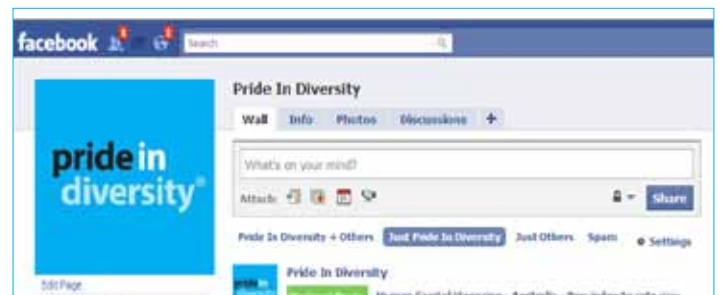 facebook
Search
Pride In Diversity
Wall Info Photos Discussions +
pride in
diversity®
What's on your mind?
Attach:
Share
Pride In Diversity + Others Just Pride In Diversity Just Others Spam Settings
Edit Page
Pride In Diversity